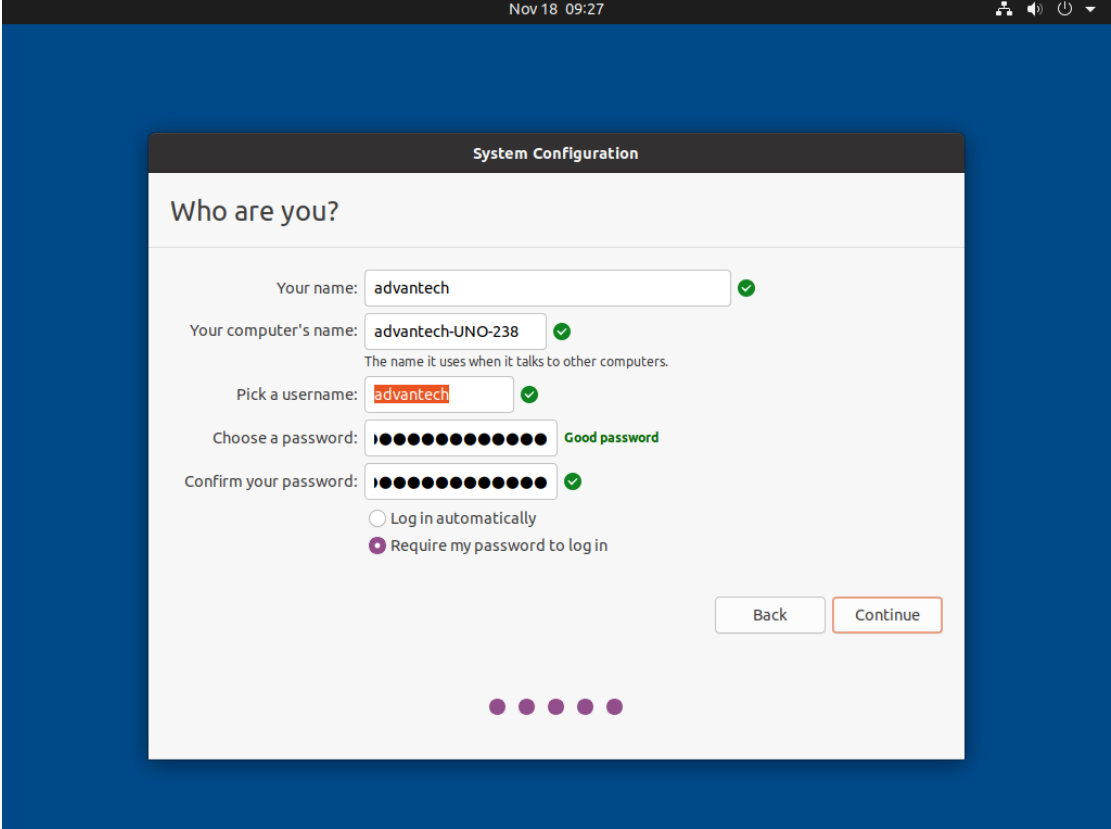 Nov 18 09:27
System Configuration
Who are you?
Your name: advantech
Your computer's name: advantech-UNO-238
The name it uses when it talks to other computers.
Pick a username: advantech
Choose a password: ●●●●●●●●●●●● Good password
Confirm your password: ●●●●●●●●●●●●
Log in automatically
Require my password to log in
Back Continue